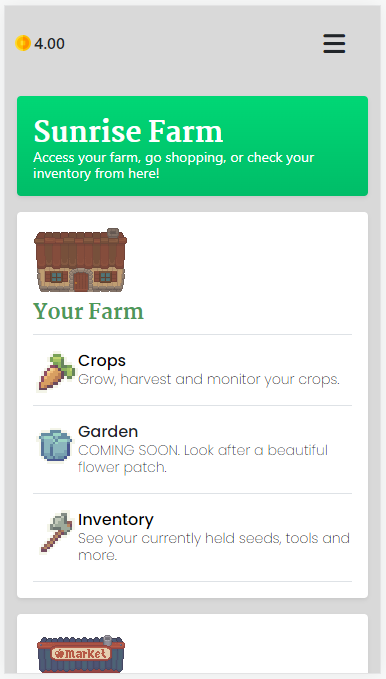 4.00
Sunrise Farm
Access your farm, go shopping, or check your
inventory from here!
Your Farm
Crops
Grow, harvest and monitor your crops.
Garden
COMING SOON. Look after a beautiful
flower patch.
Inventory
See your currently held seeds, tools and
more.
market